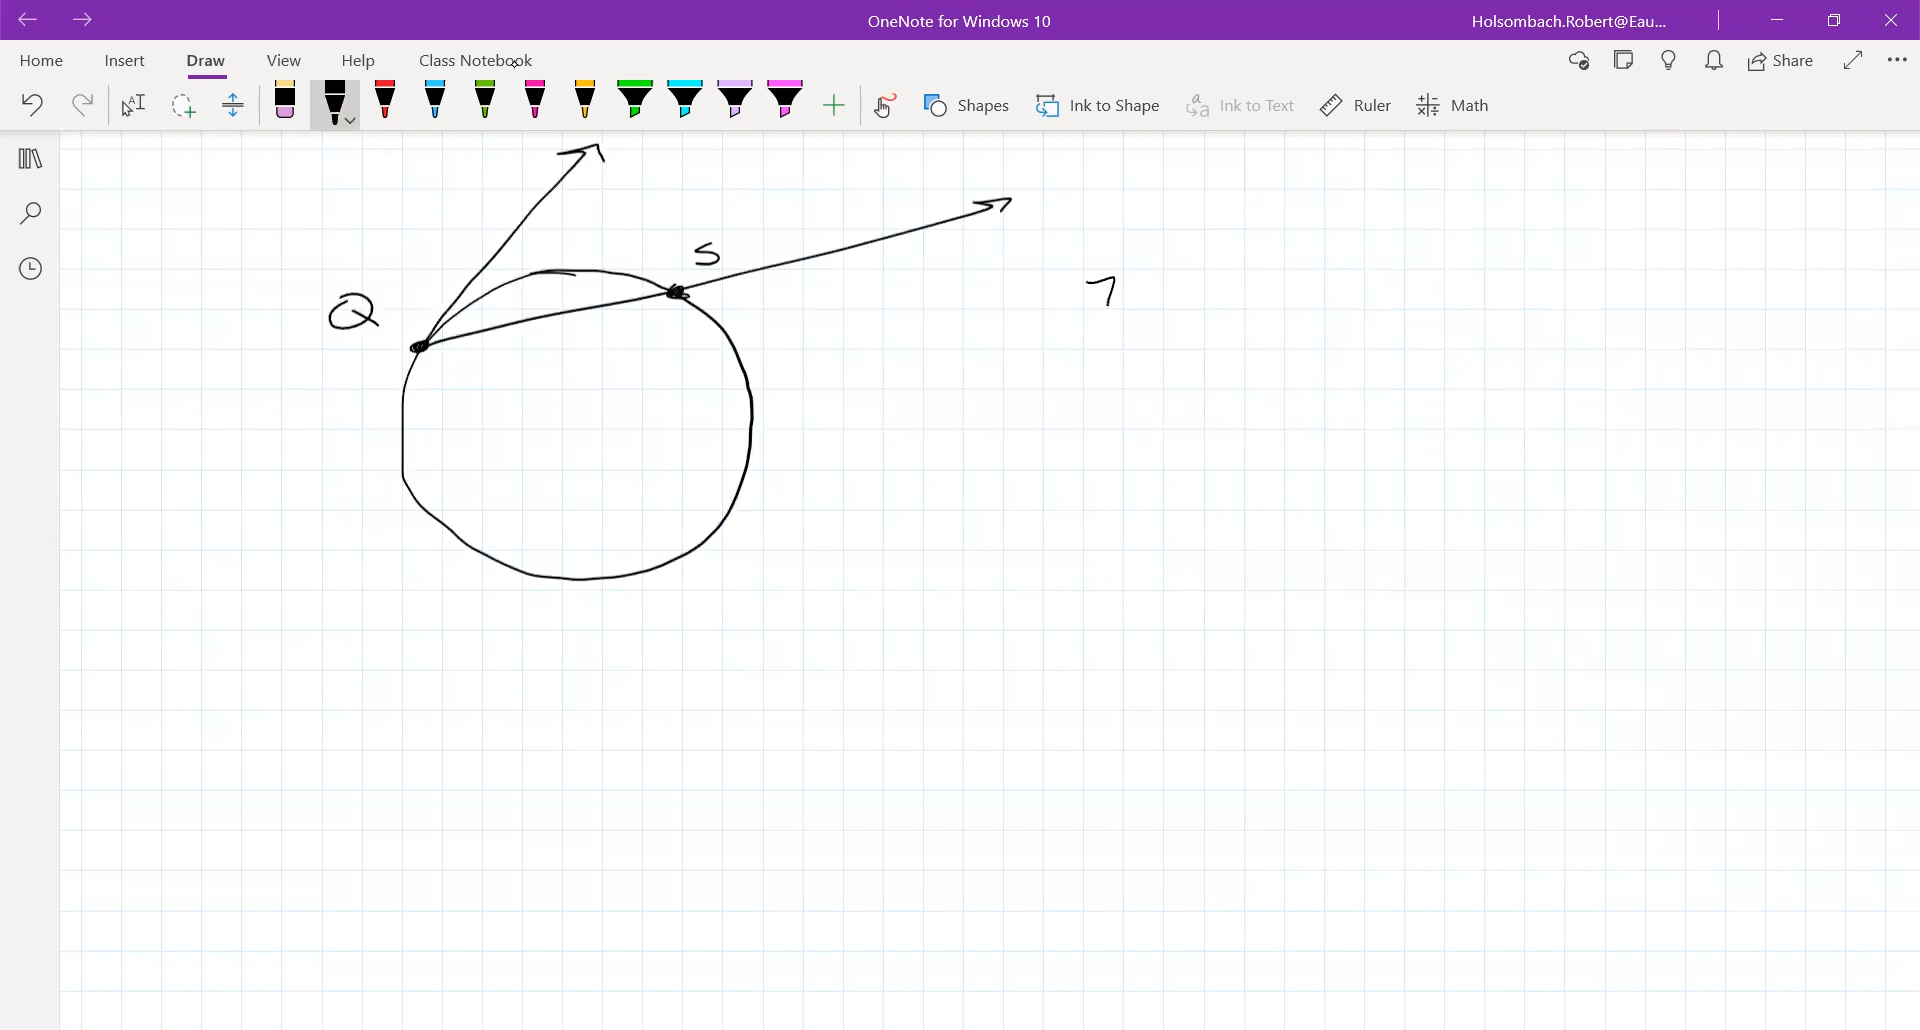 OneNote for Windows 10
Holsombach.Robert@Eau...
Home Insert Draw View Help Class Notebook
Share
Shapes Ink to Shape Ink to Text Ruler Math
S
Q